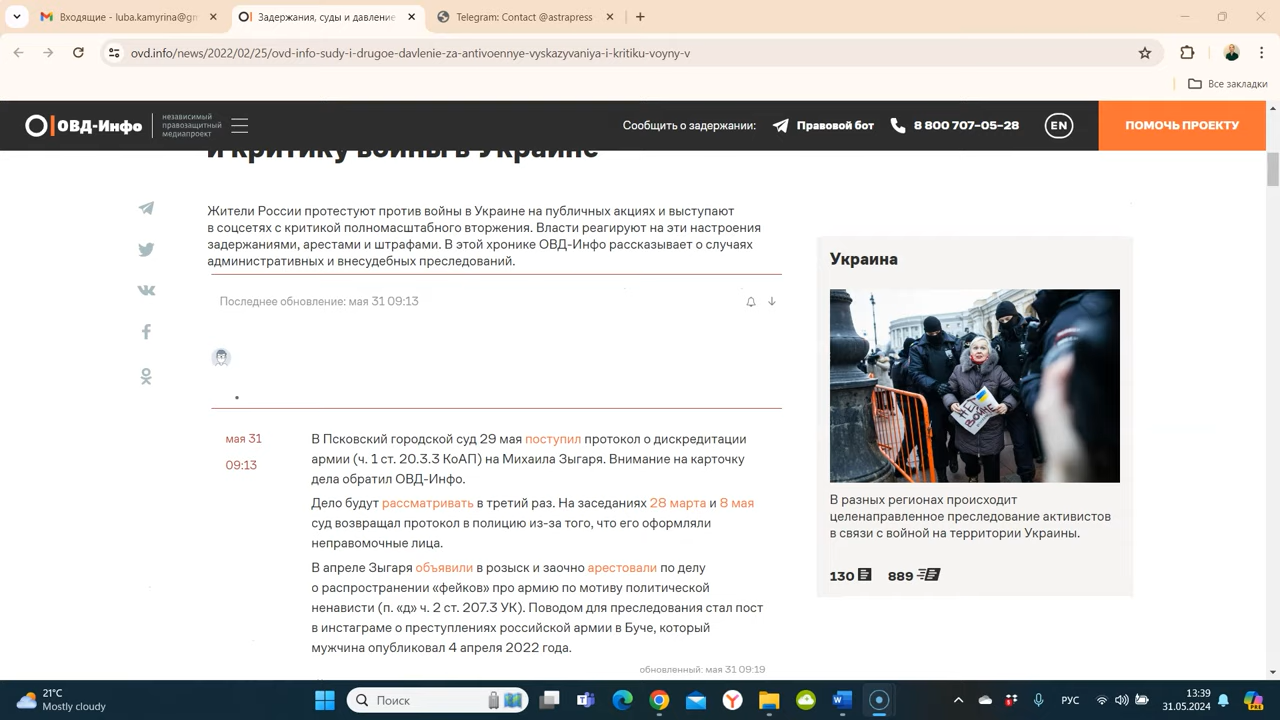 Входящие - luba.kamyrina@gm
Задержания, суды и давление
Telegram: Contact @astrapress
ovd.info/news/2022/02/25/ovd-info-sudy-i-drugoe-davlenie-za-antivoennye-vyskazyvaniya-i-kritiku-voyny-v
Все закладки
ОВД-Инфо
независимый
правозащитный
медиапроект
Сообщить о задержании:
Правовой бот
8 800 707-05-28
EN
ПОМОЧЬ ПРОЕКТУ
и критику войны в Украине
Жители России протестуют против войны в Украине на публичных акциях и выступают
в соцсетях с критикой полномасштабного вторжения. Власти реагируют на эти настроения
задержаниями, арестами и штрафами. В этой хронике ОВД-Инфо рассказывает о случаях
административных и внесудебных преследований.
Последнее обновление: мая 31 09:13
мая 31
09:13
В Псковский городской суд 29 мая поступил протокол о дискредитации
армии (ч. 1 ст. 20.3.3 КоАП) на Михаила Зыгаря. Внимание на карточку
дела обратил ОВД-Инфо.
Дело будут рассматривать в третий раз. На заседаниях 28 марта и 8 мая
суд возвращал протокол в полицию из-за того, что его оформляли
неправомочные лица.
В апреле Зыгаря объявили в розыск и заочно арестовали по делу
о распространении «фейков» про армию по мотиву политической
ненависти (п. «д» ч. 2 ст. 207.3 УК). Поводом для преследования стал пост
в инстаграме о преступлениях российской армии в Буче, который
мужчина опубликовал 4 апреля 2022 года.
обновленный: мая 31 09:19
Украина
В разных регионах происходит
целенаправленное преследование активистов
в связи с войной на территории Украины.
130
889
21°C
Mostly cloudy
Поиск
РУС
13:39
31.05.2024